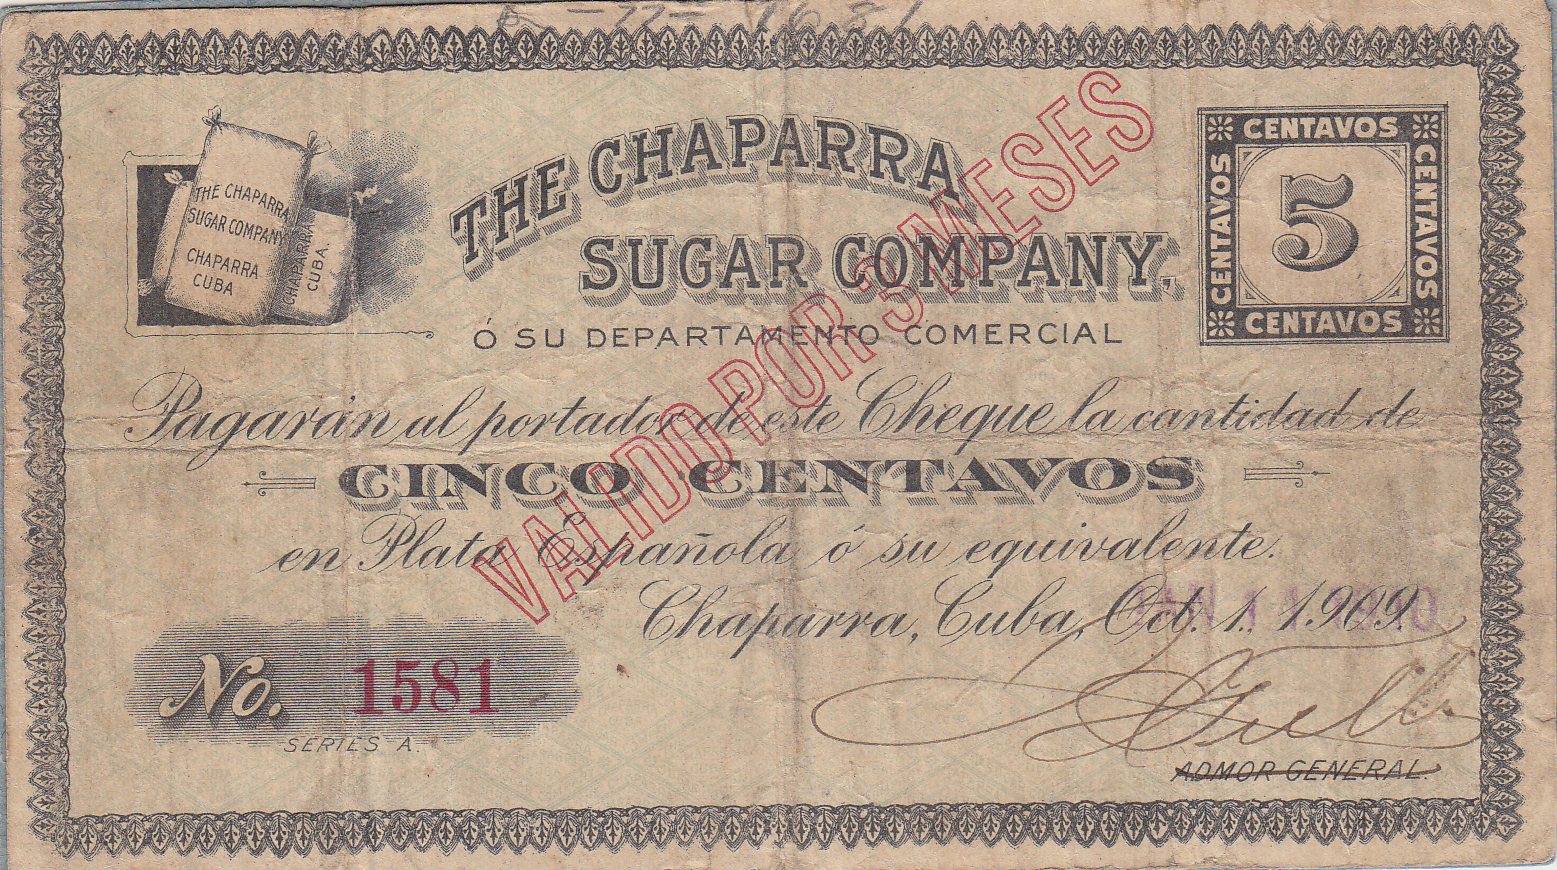 THE CHAPARRA
SUGAR COMPANY
CHAPARRA
CUBA
CHAPARRA
CUBA.
THE CHAPARRA
SUGAR COMPANY,
Ó SU DEPARTAMENTO COMERCIAL
CENTAVOS
CENTAVOS
5
CENTAVOS
CENTAVOS
VALIDO POR 3 MESES
Pagarán al portador de este Cheque la cantidad de
CINCO CENTAVOS
en Plata Española ó su equivalente.
Chaparra, Cuba, Oct. 1., 1909.
No. 1581
SERIES A.
ADMOR GENERAL.